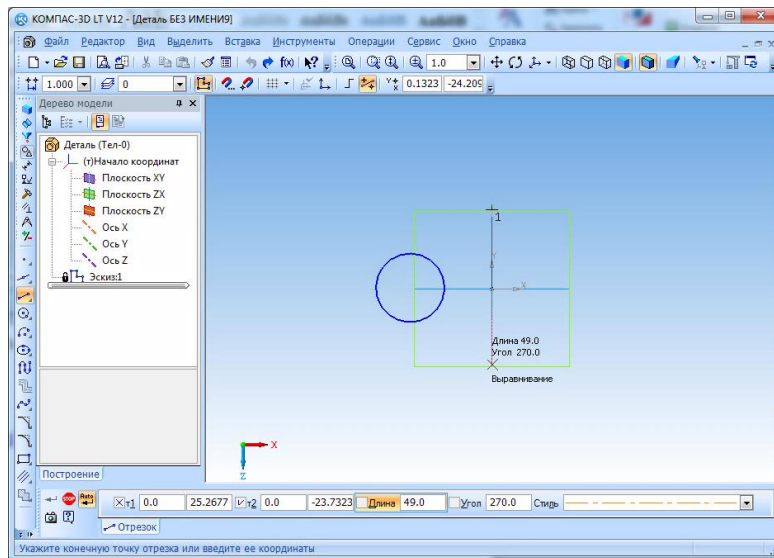 КОМПАС-3D LT V12 - [Деталь БЕЗ ИМЕНИ9]
Файл Редактор Вид Выделить Вставка Инструменты Операции Сервис Окно Справка
1.0
1.000 0 0.1323 -24.209
Дерево модели
Деталь (Тел-0)
(т)Начало координат
Плоскость XY
Плоскость ZX
Плоскость ZY
Ось X
Ось Y
Ось Z
Эскиз:1
1
Y
X
Длина 49.0
Угол 270.0
Выравнивание
X
Z
Построение
STOP Auto т1 0.0 25.2677 т2 0.0 -23.7323 Длина 49.0 Угол 270.0 Стиль
Отрезок
Укажите конечную точку отрезка или введите ее координаты